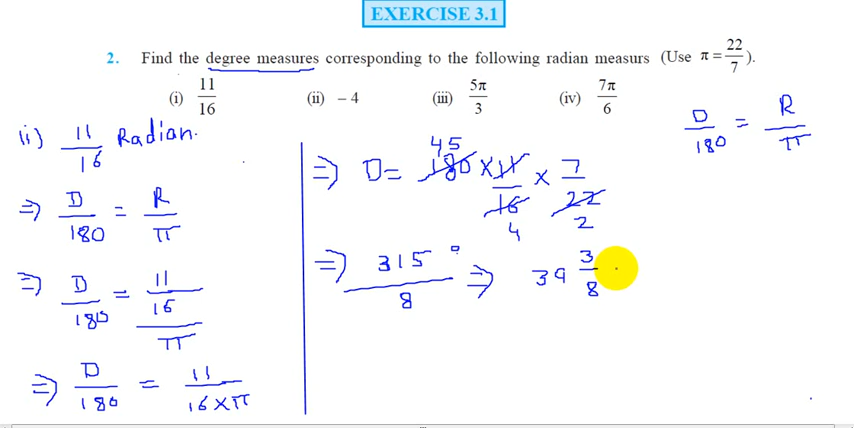 EXERCISE 3.1
2. Find the degree measures corresponding to the following radian measurs (Use π = 22/7).
(i) 11/16 (ii) – 4 (iii) 5π/3 (iv) 7π/6
D/180 = R/π
(i) 11/16 Radian.
⇒ D/180 = R/π
⇒ D/180 = 11/16/π
⇒ D/180 = 11/16×π
⇒ D = 45 180 × 11/16 4 × 7/22 2
⇒ 315°/8 ⇒ 39 3/8